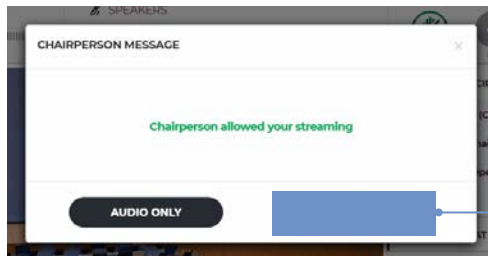 SPEAKERS
CHAIRPERSON MESSAGE
×
Chairperson allowed your streaming
AUDIO ONLY